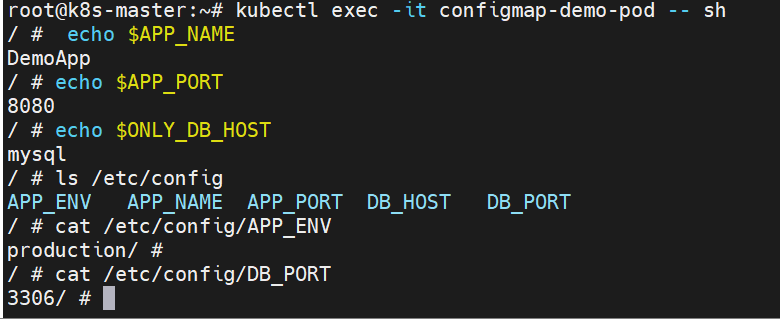 root@k8s-master:~# kubectl exec -it configmap-demo-pod -- sh
/ #  echo $APP_NAME
DemoApp
/ # echo $APP_PORT
8080
/ # echo $ONLY_DB_HOST
mysql
/ # ls /etc/config
APP_ENV   APP_NAME  APP_PORT  DB_HOST   DB_PORT
/ # cat /etc/config/APP_ENV
production/ #
/ # cat /etc/config/DB_PORT
3306/ #